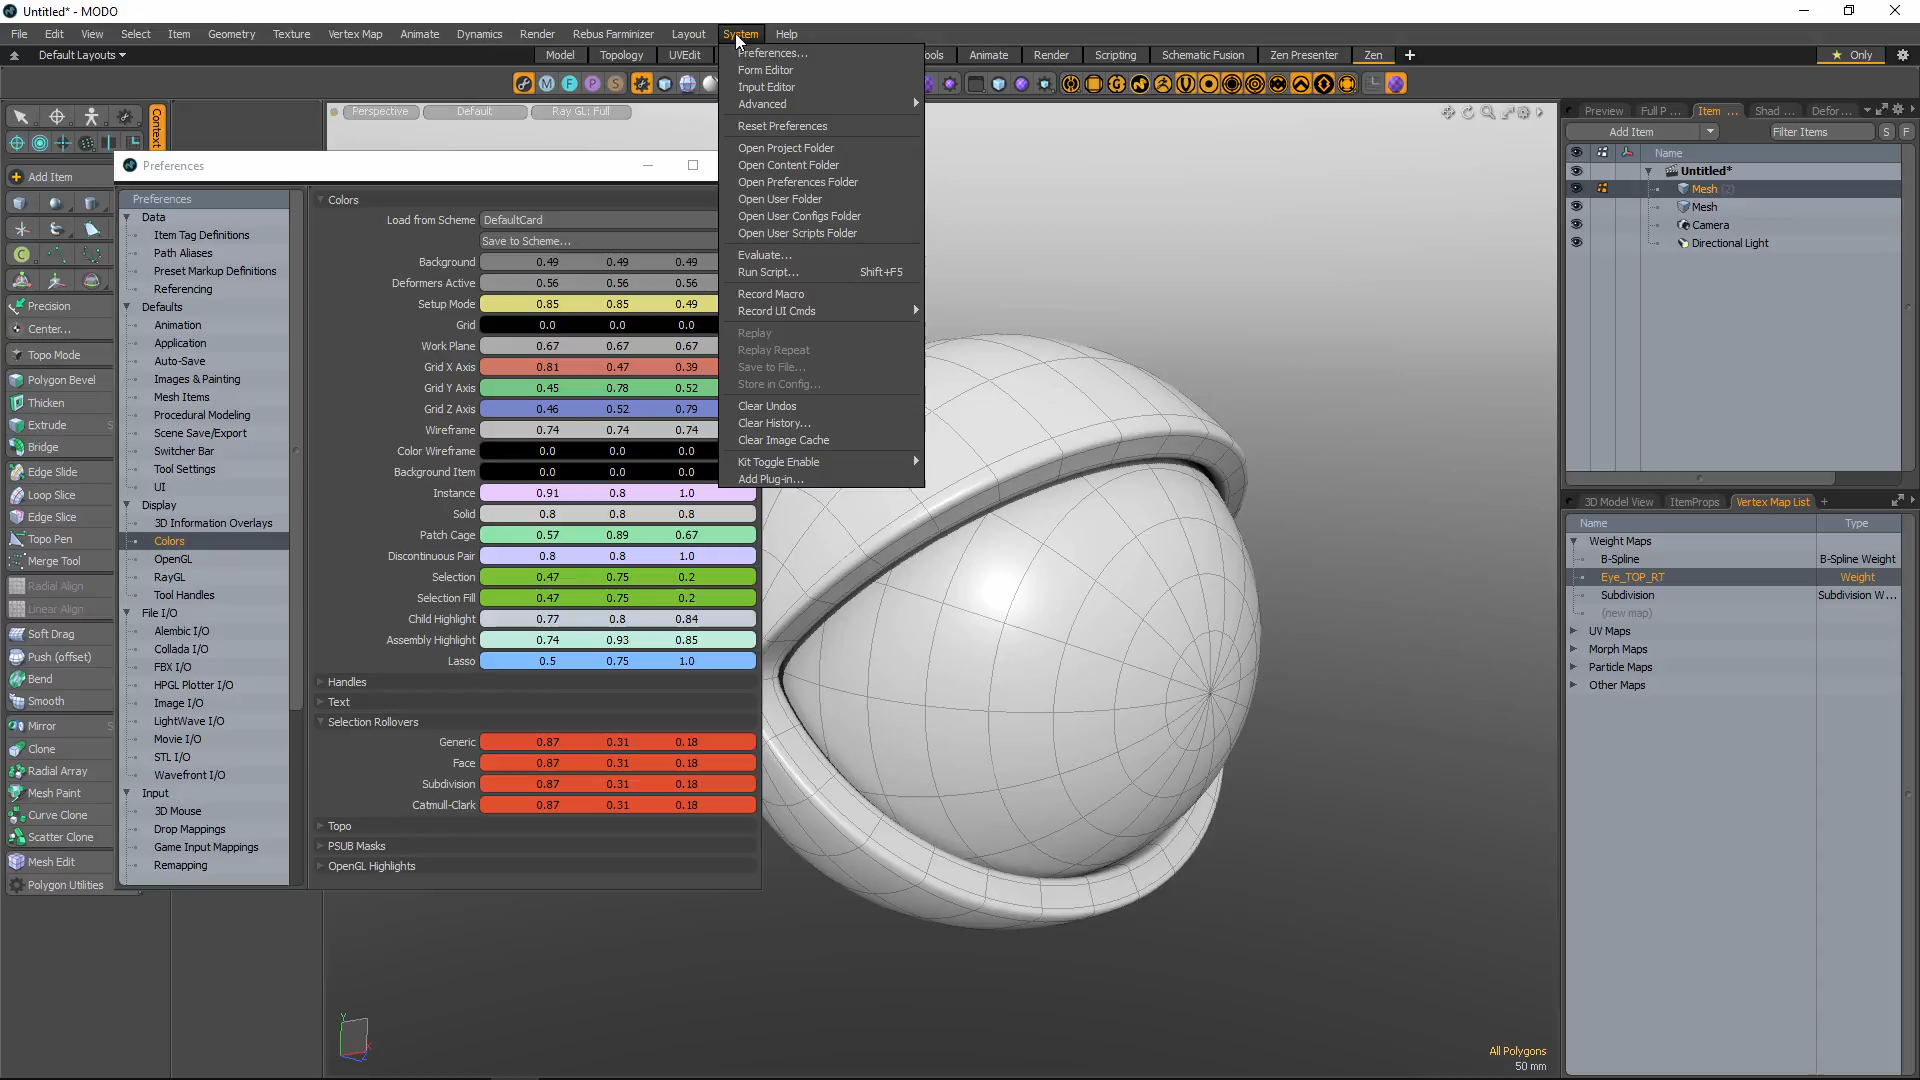 Untitled* - MODO
File Edit View Select Item Geometry Texture Vertex Map Animate Dynamics Render Rebus Farminizer Layout System Help
Default Layouts
Model Topology UVEdit ools Animate Render Scripting Schematic Fusion Zen Presenter Zen Only
Perspective Default Ray GL: Full
Context
Add Item
Precision
Center...
Topo Mode
Polygon Bevel
Thicken
Extrude S
Bridge
Edge Slide
Loop Slice
Edge Slice
Topo Pen
Merge Tool
Radial Align
Linear Align
Soft Drag
Push (offset)
Bend
Smooth
Mirror S
Clone
Radial Array
Mesh Paint
Curve Clone
Scatter Clone
Mesh Edit
Polygon Utilities
Preferences
Preferences
Data
Item Tag Definitions
Path Aliases
Preset Markup Definitions
Referencing
Defaults
Animation
Application
Auto-Save
Images & Painting
Mesh Items
Procedural Modeling
Scene Save/Export
Switcher Bar
Tool Settings
UI
Display
3D Information Overlays
Colors
OpenGL
RayGL
Tool Handles
File I/O
Alembic I/O
Collada I/O
FBX I/O
HPGL Plotter I/O
Image I/O
LightWave I/O
Movie I/O
STL I/O
Wavefront I/O
Input
3D Mouse
Drop Mappings
Game Input Mappings
Remapping
Colors
Load from Scheme DefaultCard
Save to Scheme...
Background 0.49 0.49 0.49
Deformers Active 0.56 0.56 0.56
Setup Mode 0.85 0.85 0.49
Grid 0.0 0.0 0.0
Work Plane 0.67 0.67 0.67
Grid X Axis 0.81 0.47 0.39
Grid Y Axis 0.45 0.78 0.52
Grid Z Axis 0.46 0.52 0.79
Wireframe 0.74 0.74 0.74
Color Wireframe 0.0 0.0 0.0
Background Item 0.0 0.0 0.0
Instance 0.91 0.8 1.0
Solid 0.8 0.8 0.8
Patch Cage 0.57 0.89 0.67
Discontinuous Pair 0.8 0.8 1.0
Selection 0.47 0.75 0.2
Selection Fill 0.47 0.75 0.2
Child Highlight 0.77 0.8 0.84
Assembly Highlight 0.74 0.93 0.85
Lasso 0.5 0.75 1.0
Handles
Text
Selection Rollovers
Generic 0.87 0.31 0.18
Face 0.87 0.31 0.18
Subdivision 0.87 0.31 0.18
Catmull-Clark 0.87 0.31 0.18
Topo
PSUB Masks
OpenGL Highlights
Preferences...
Form Editor
Input Editor
Advanced
Reset Preferences
Open Project Folder
Open Content Folder
Open Preferences Folder
Open User Folder
Open User Configs Folder
Open User Scripts Folder
Evaluate...
Run Script... Shift+F5
Record Macro
Record UI Cmds
Replay
Replay Repeat
Save to File...
Store in Config...
Clear Undos
Clear History...
Clear Image Cache
Kit Toggle Enable
Add Plug-in...
All Polygons
50 mm
Preview Full P ... Item ... Shad ... Defor ...
Add Item Filter Items S F
Name
Untitled*
Mesh (2)
Mesh
Camera
Directional Light
3D Model View ItemProps Vertex Map List
Name Type
Weight Maps
B-Spline B-Spline Weight
Eye_TOP_RT Weight
Subdivision Subdivision W ...
(new map)
UV Maps
Morph Maps
Particle Maps
Other Maps